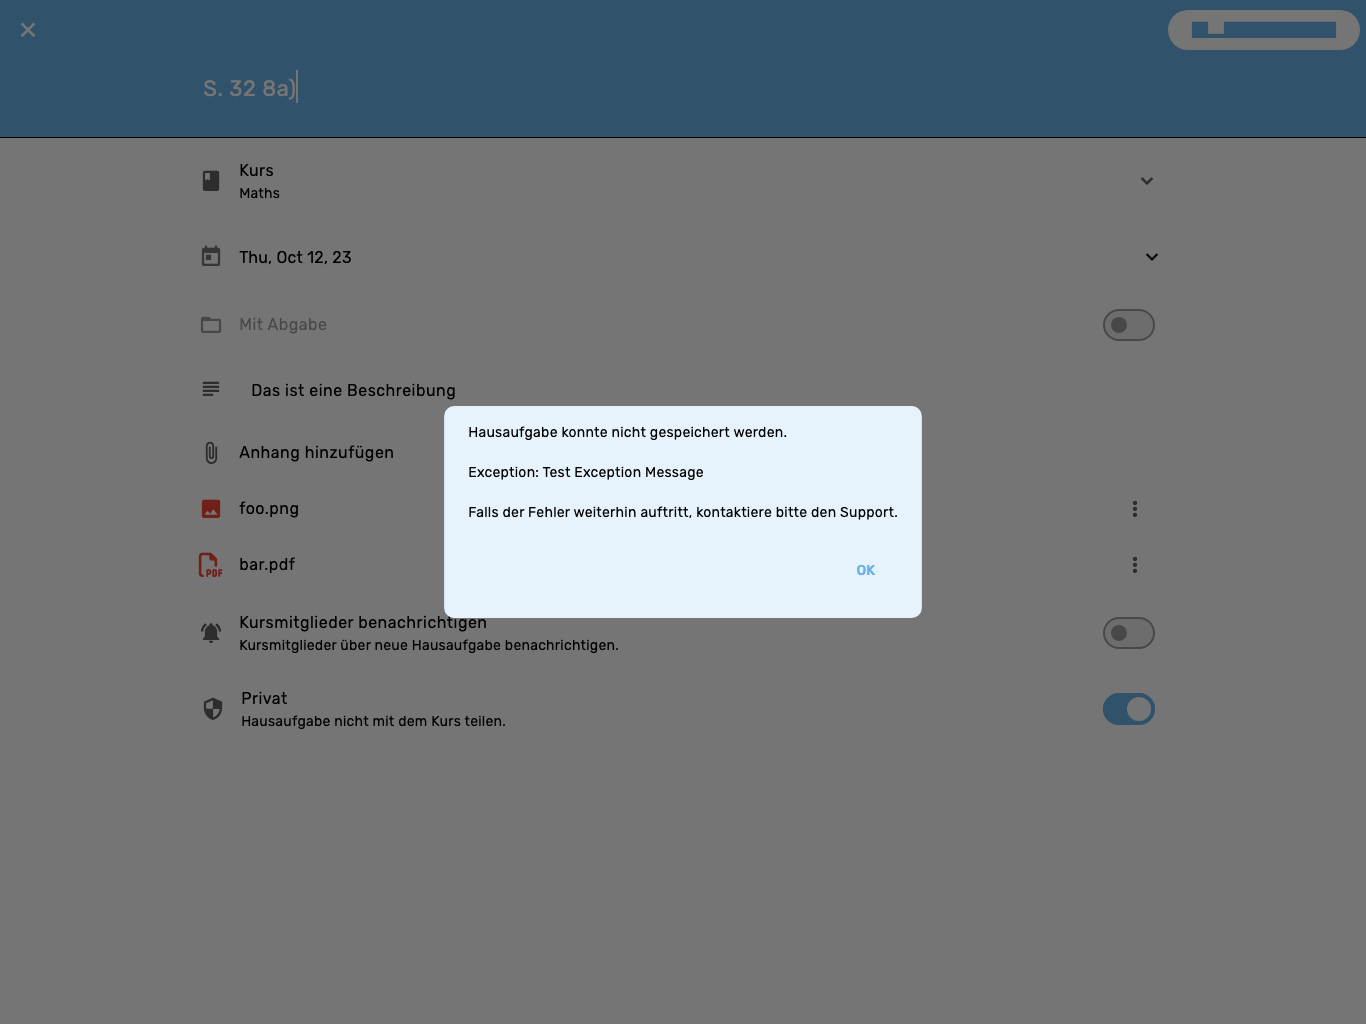 S. 32 8a)
Kurs
Maths
Thu, Oct 12, 23
Mit Abgabe
Das ist eine Beschreibung
Hausaufgabe konnte nicht gespeichert werden.
Exception: Test Exception Message
Falls der Fehler weiterhin auftritt, kontaktiere bitte den Support.
OK
Anhang hinzufügen
foo.png
PDF
bar.pdf
Kursmitglieder benachrichtigen
Kursmitglieder über neue Hausaufgabe benachrichtigen.
Privat
Hausaufgabe nicht mit dem Kurs teilen.